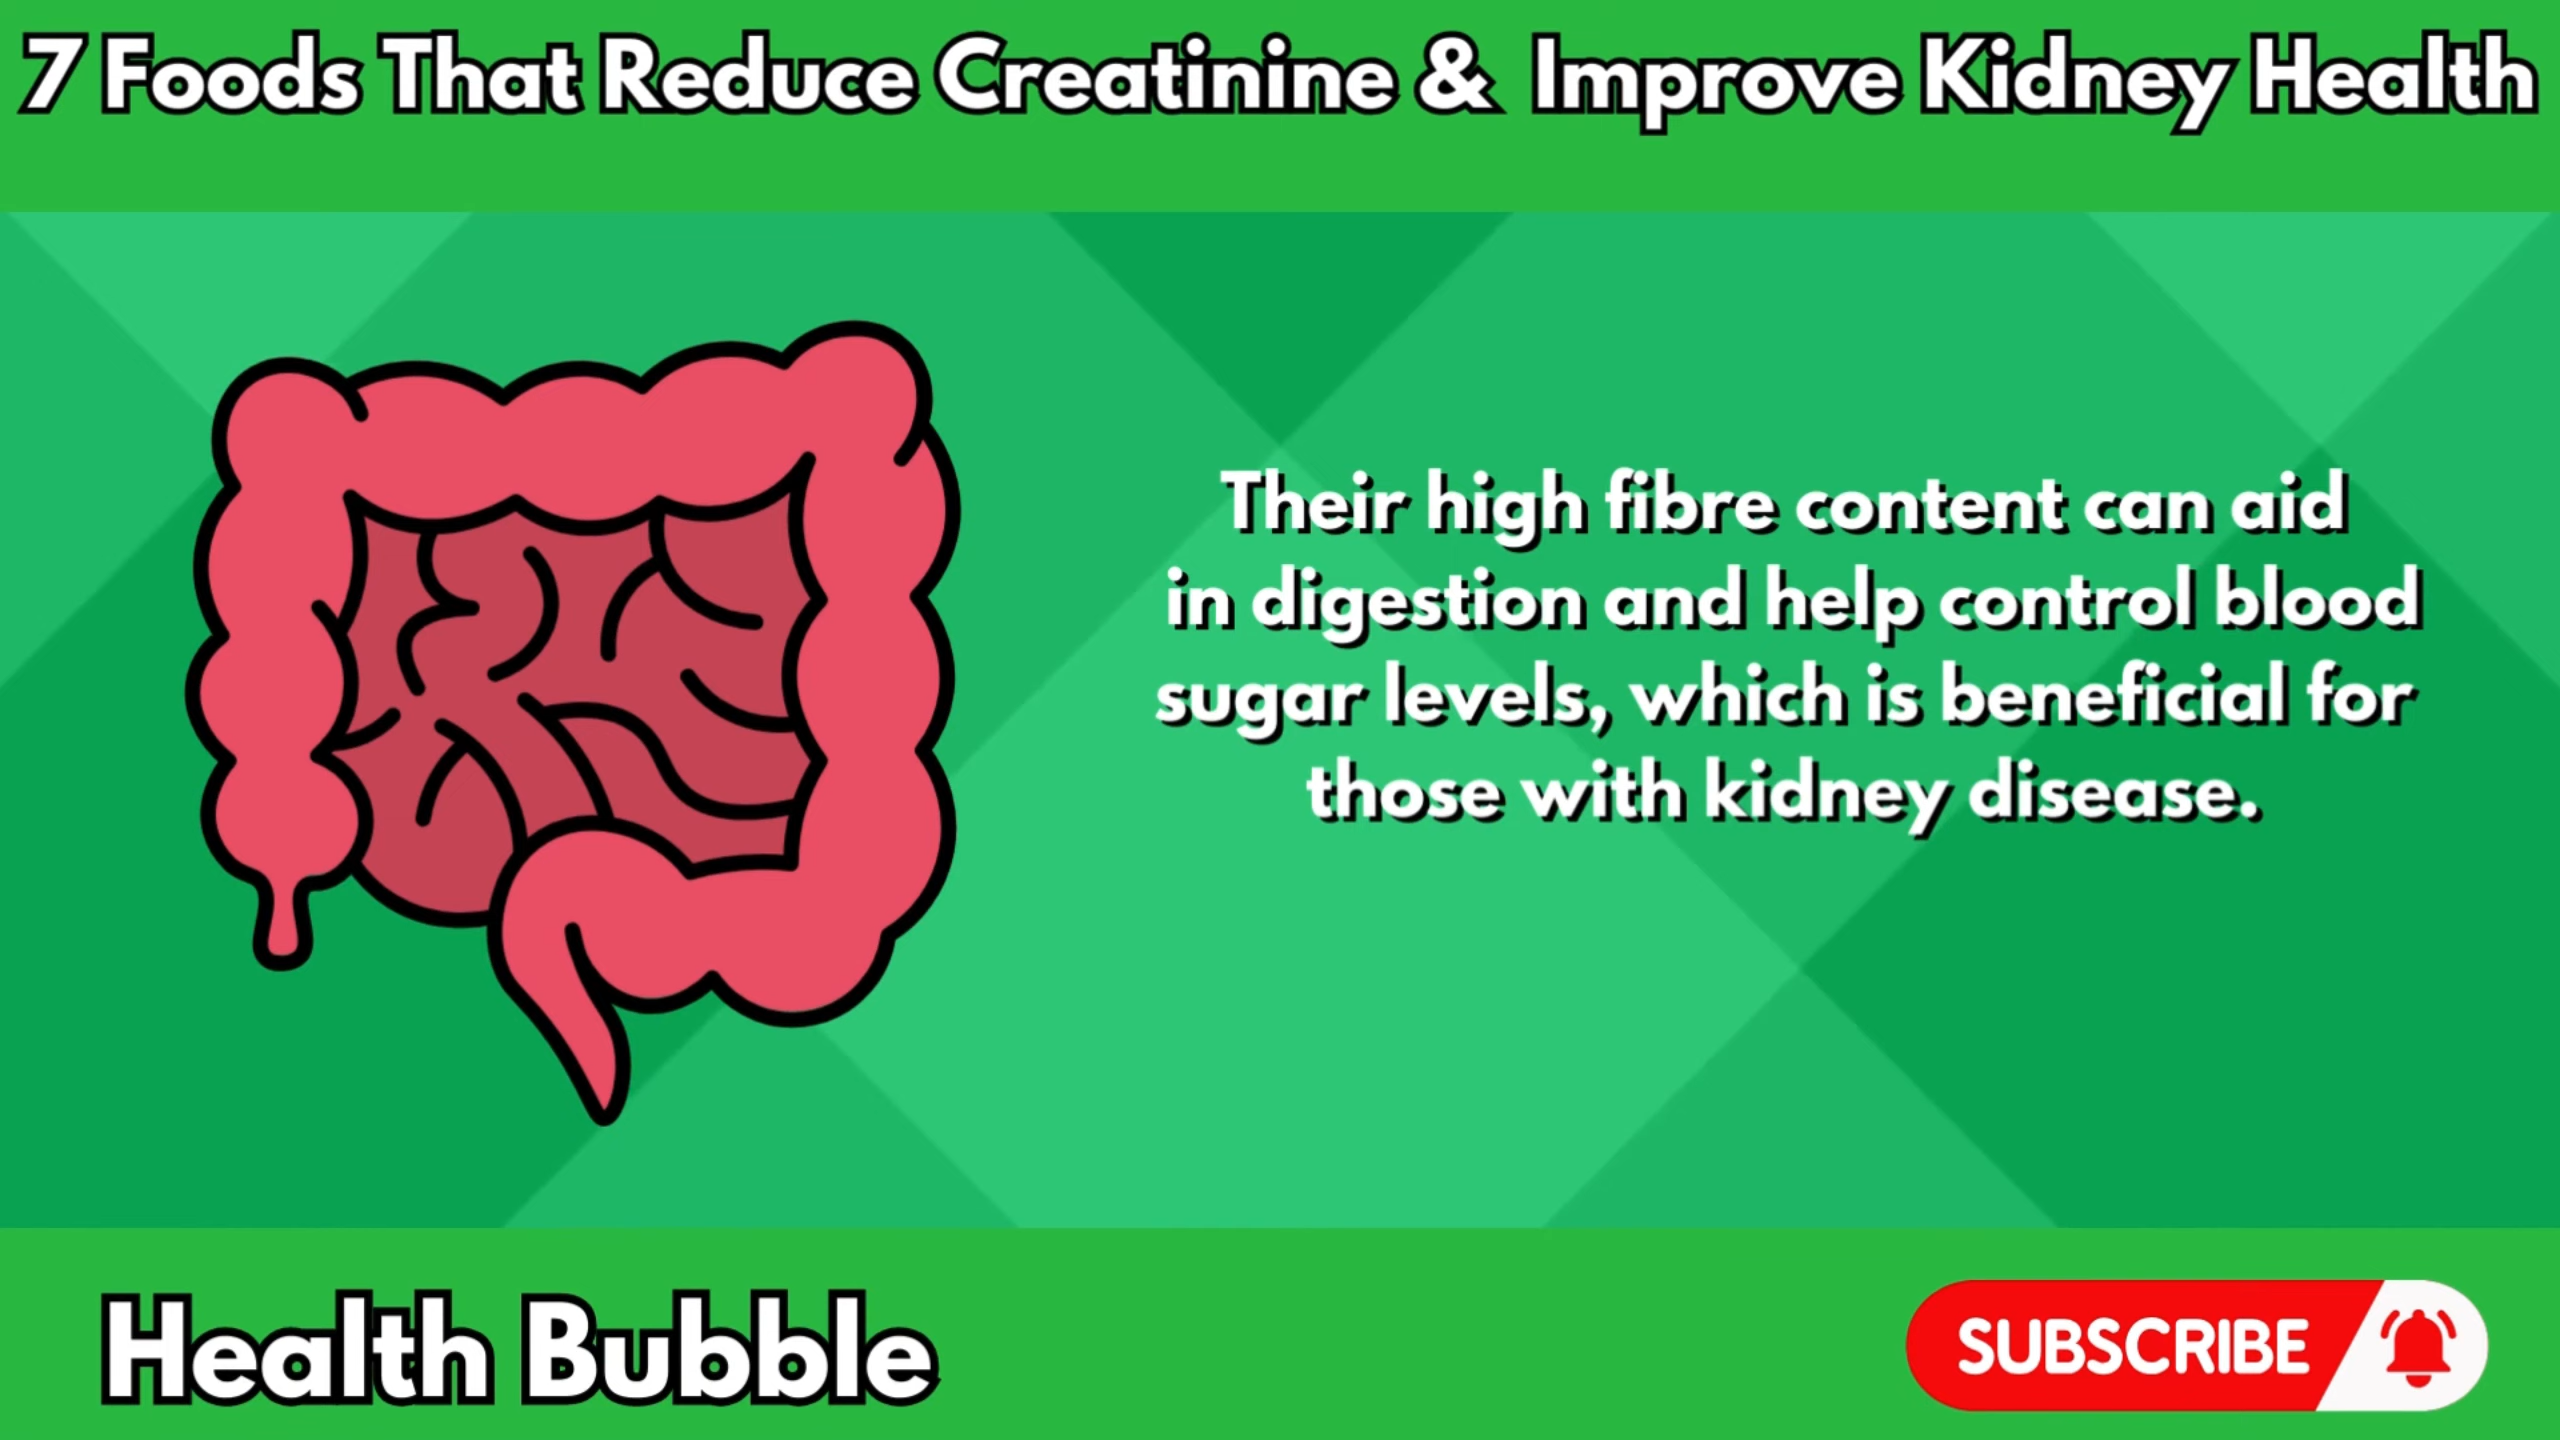 7 Foods That Reduce Creatinine & Improve Kidney Health
Their high fibre content can aid
in digestion and help control blood
sugar levels, which is beneficial for
those with kidney disease.
Health Bubble
SUBSCRIBE